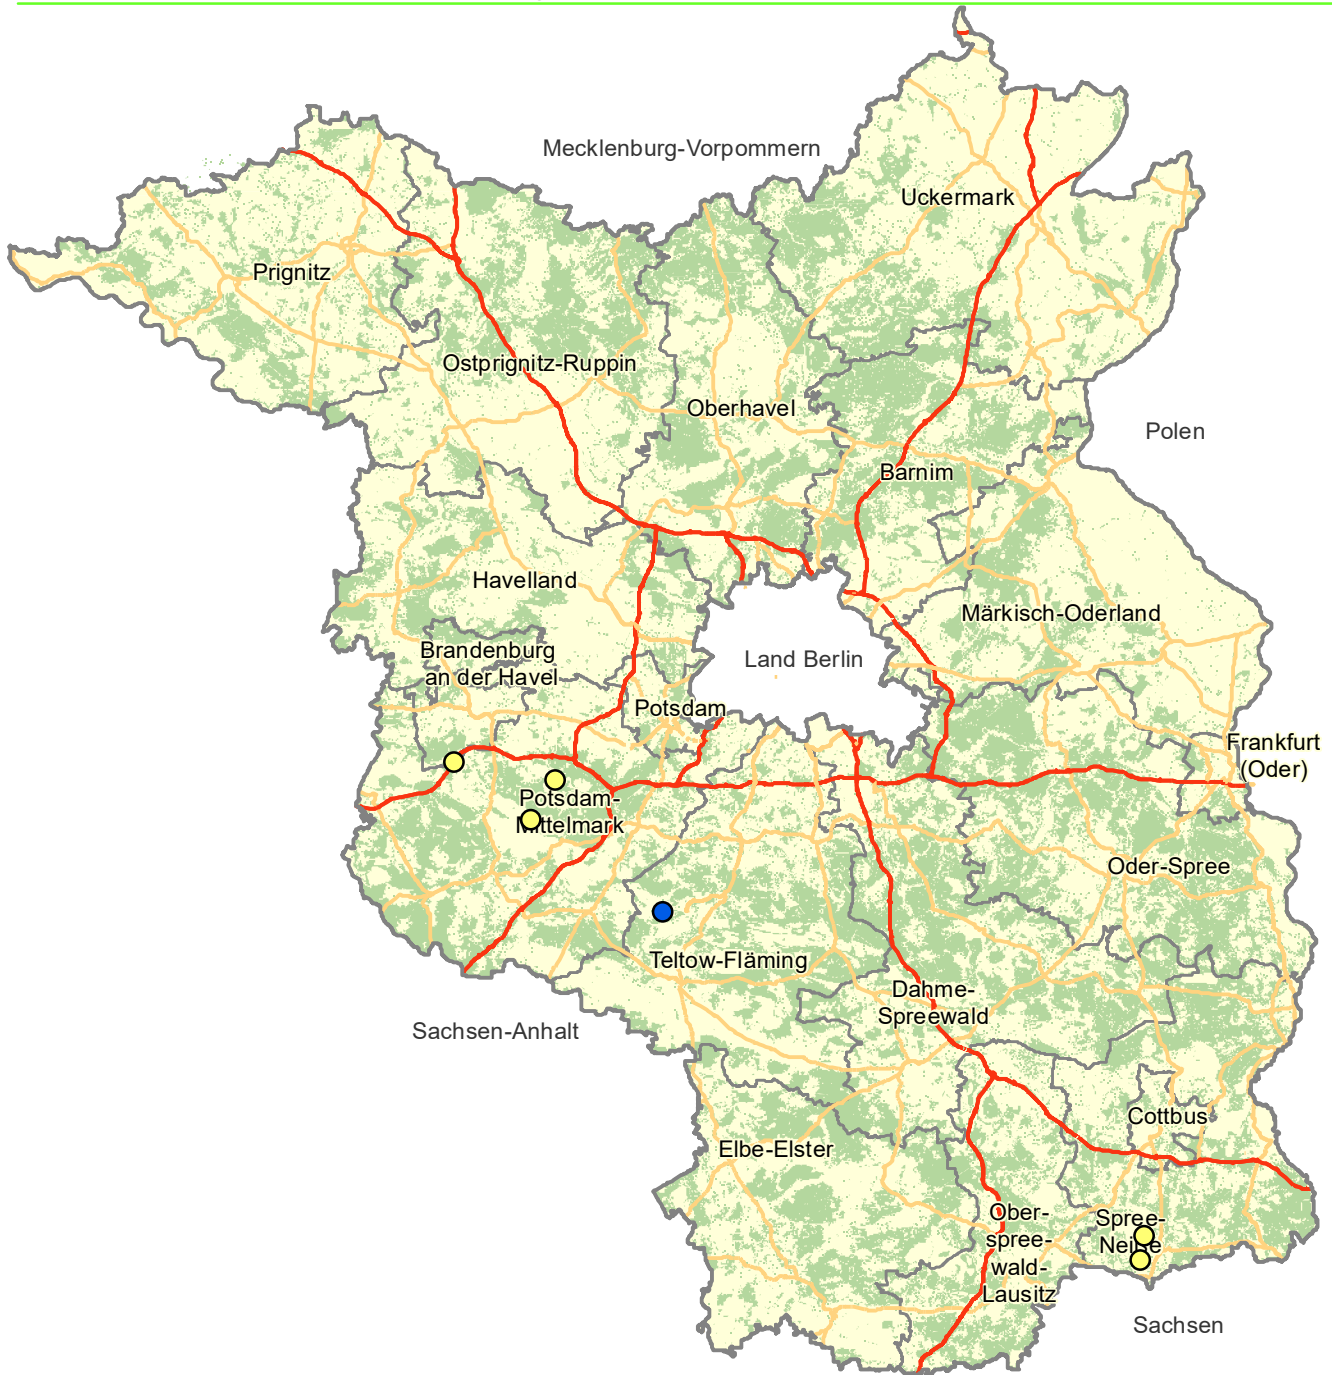 Mecklenburg-Vorpommern
Uckermark
Prignitz
Ostprignitz-Ruppin
Oberhavel
Polen
Barnim
Havelland
Märkisch-Oderland
Brandenburg
an der Havel
Land Berlin
Potsdam
Frankfurt
(Oder)
Potsdam-
Mittelmark
Oder-Spree
Teltow-Fläming
Dahme-
Spreewald
Sachsen-Anhalt
Cottbus
Elbe-Elster
Ober-
spree-
wald-
Lausitz
Spree-
Neiße
Sachsen